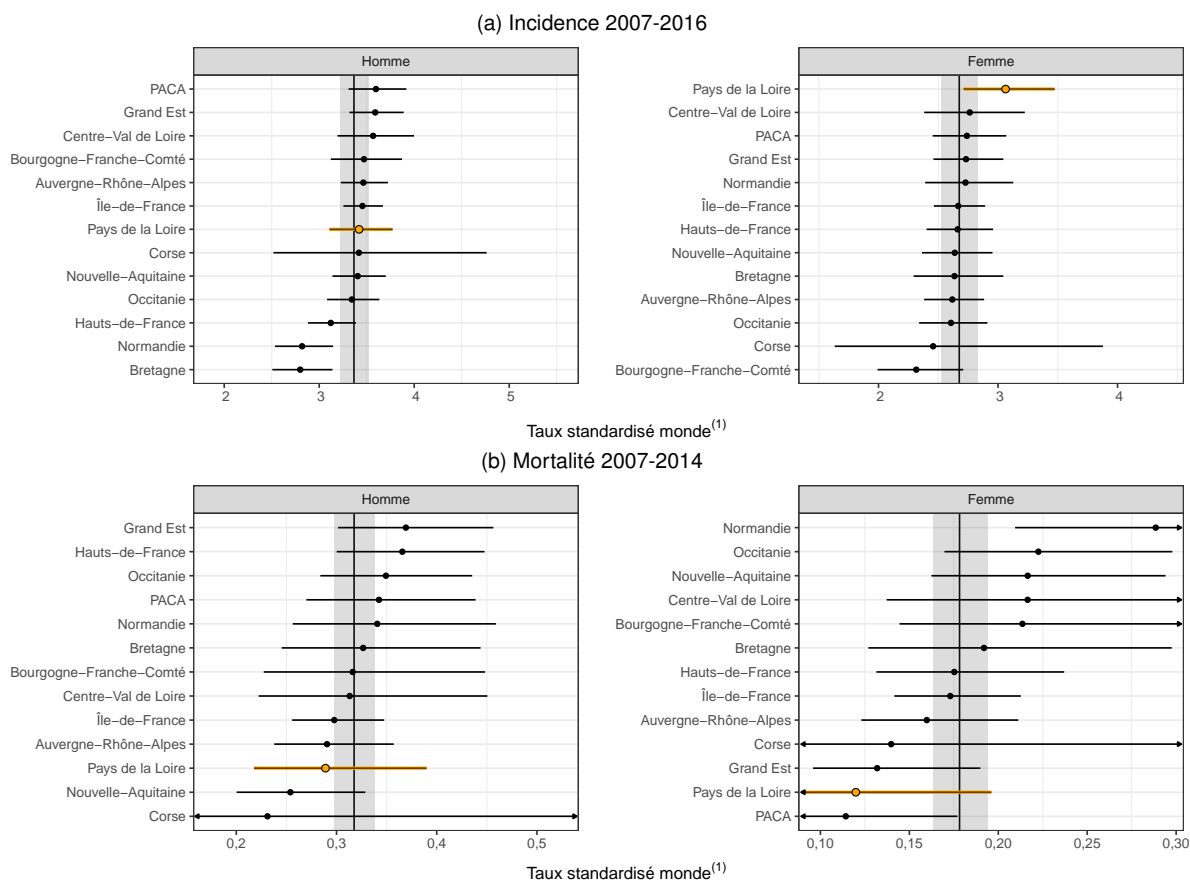 (a) Incidence 2007-2016
Homme
PACA
Grand Est
Centre−Val de Loire
Bourgogne−Franche−Comté
Auvergne−Rhône−Alpes
Île−de−France
Pays de la Loire
Corse
Nouvelle−Aquitaine
Occitanie
Hauts−de−France
Normandie
Bretagne
2 3 4 5
Femme
Pays de la Loire
Centre−Val de Loire
PACA
Grand Est
Normandie
Île−de−France
Hauts−de−France
Nouvelle−Aquitaine
Bretagne
Auvergne−Rhône−Alpes
Occitanie
Corse
Bourgogne−Franche−Comté
2 3 4
Taux standardisé monde(1)
(b) Mortalité 2007-2014
Homme
Grand Est
Hauts−de−France
Occitanie
PACA
Normandie
Bretagne
Bourgogne−Franche−Comté
Centre−Val de Loire
Île−de−France
Auvergne−Rhône−Alpes
Pays de la Loire
Nouvelle−Aquitaine
Corse
0,2 0,3 0,4 0,5
Femme
Normandie
Occitanie
Nouvelle−Aquitaine
Centre−Val de Loire
Bourgogne−Franche−Comté
Bretagne
Hauts−de−France
Île−de−France
Auvergne−Rhône−Alpes
Corse
Grand Est
Pays de la Loire
PACA
0,10 0,15 0,20 0,25 0,30
Taux standardisé monde(1)